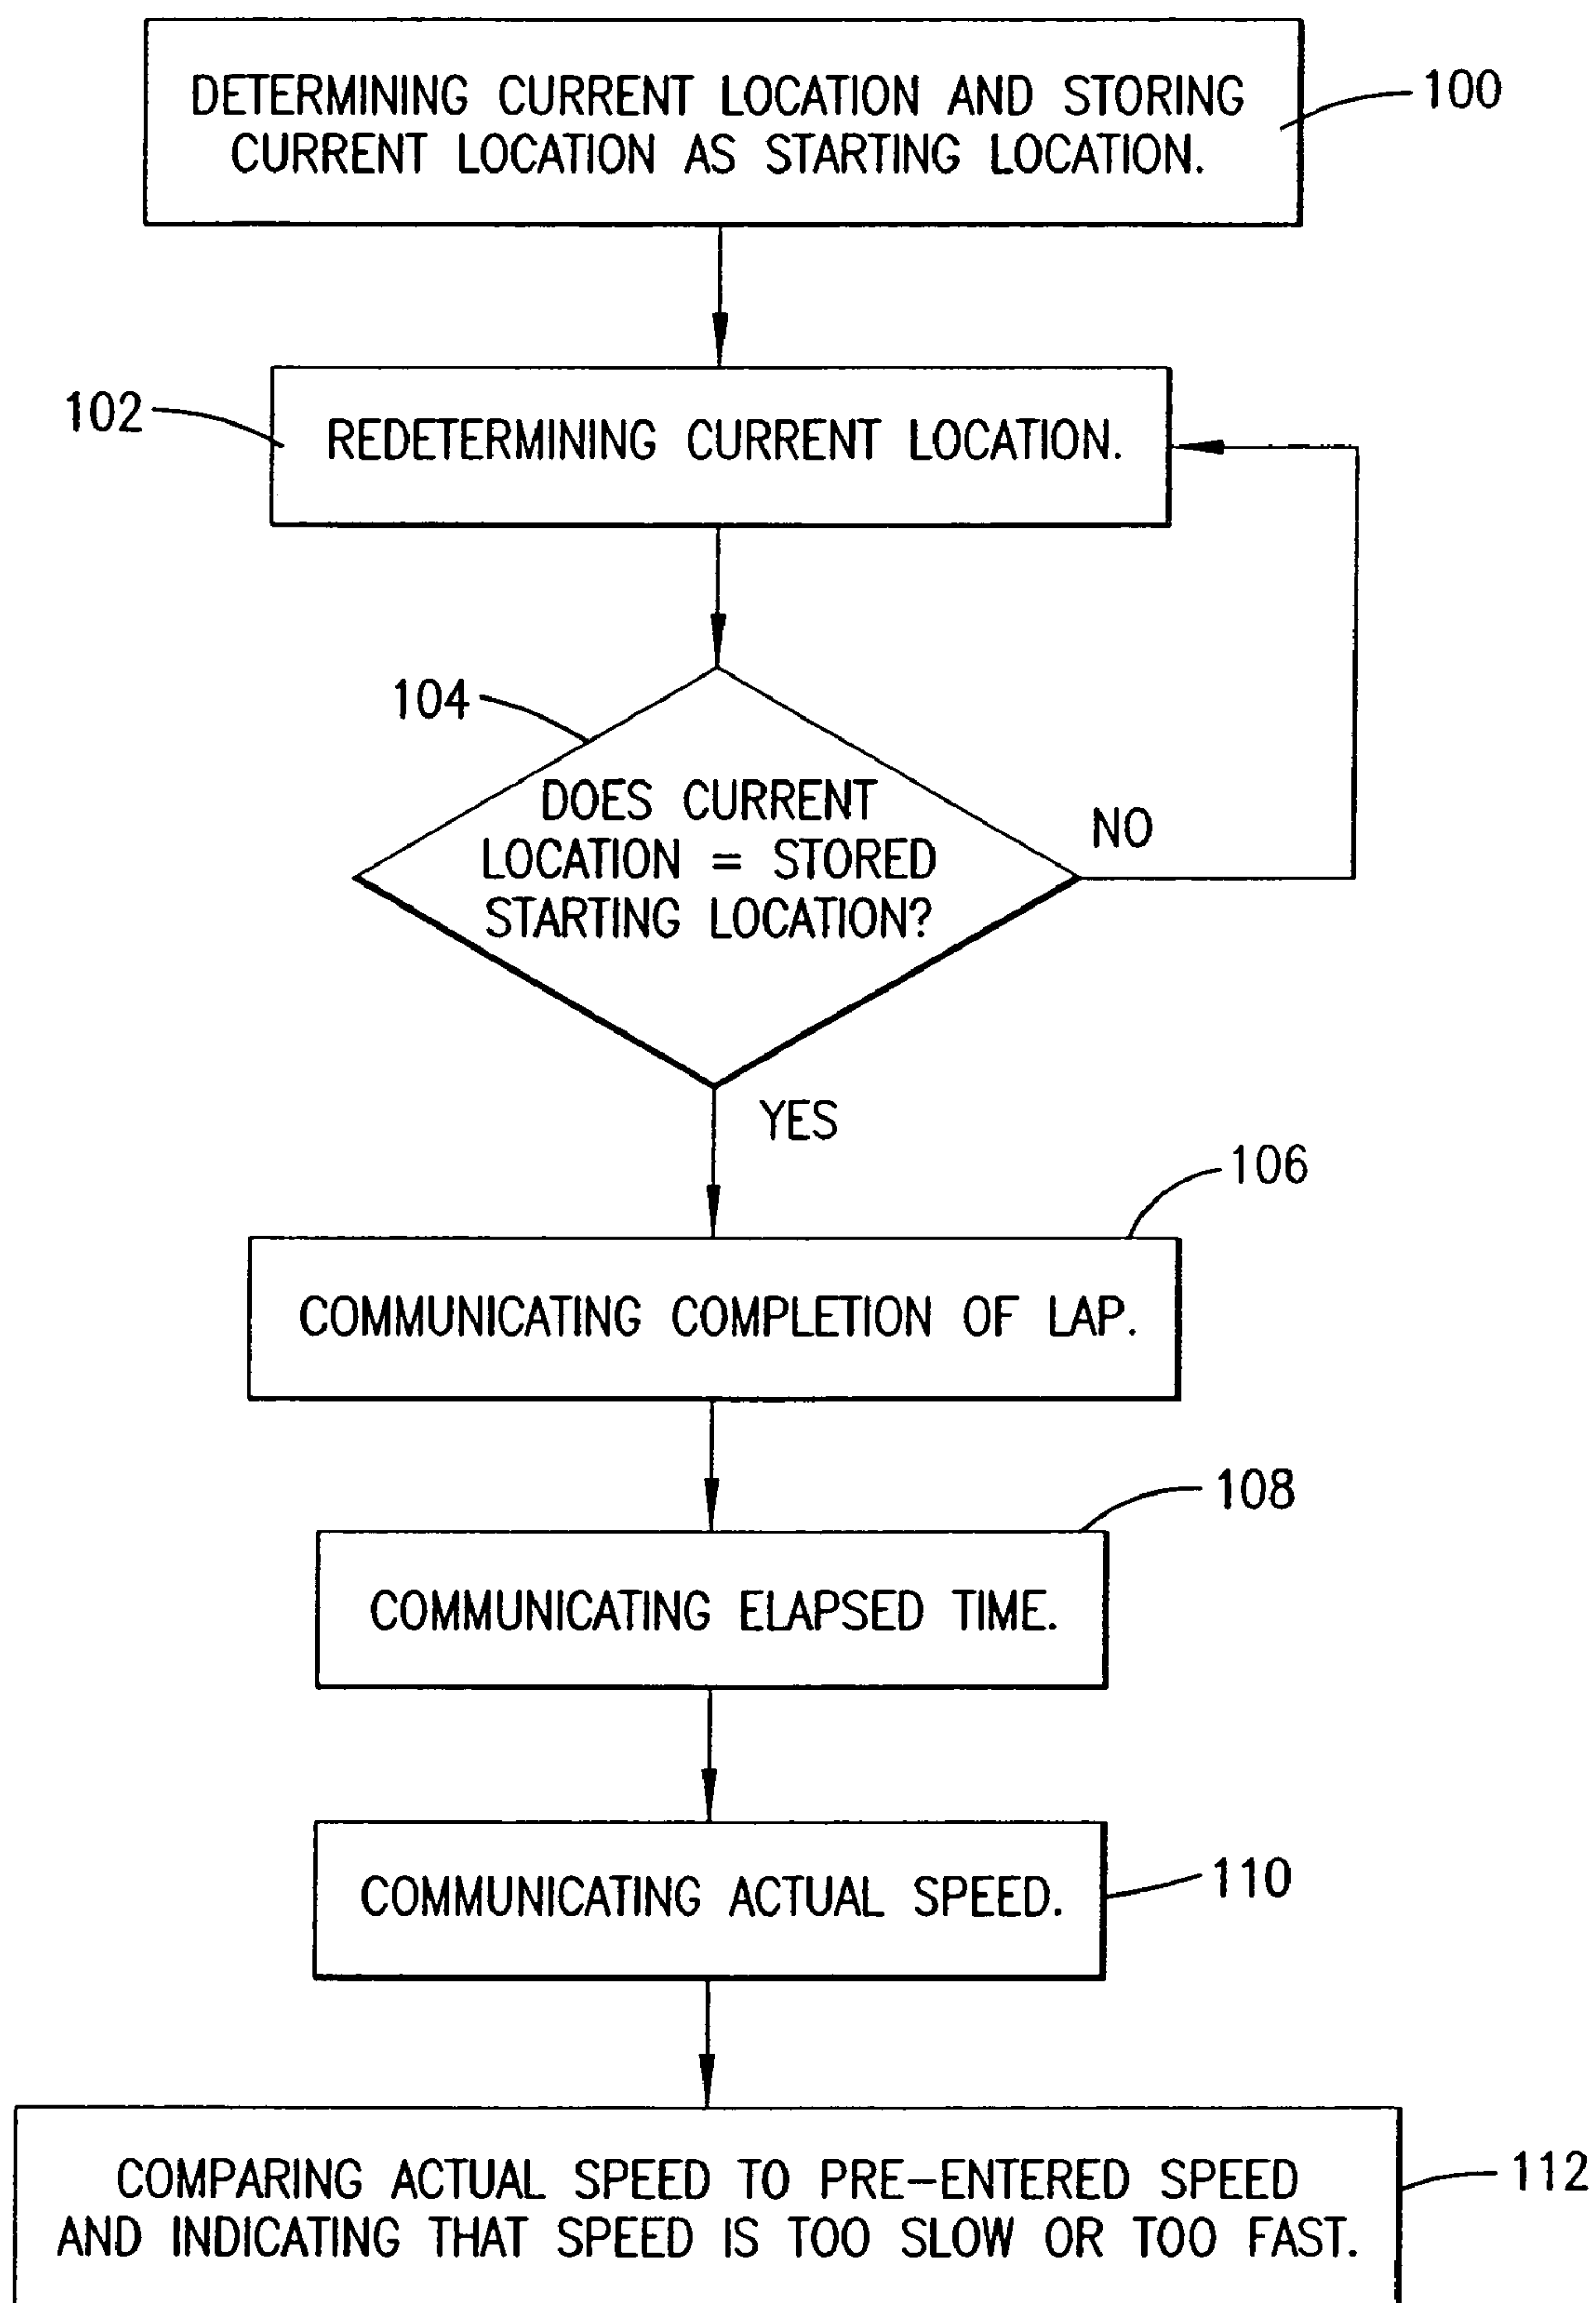 DETERMINING CURRENT LOCATION AND STORING
CURRENT LOCATION AS STARTING LOCATION.
100
102
REDETERMINING CURRENT LOCATION.
104
DOES CURRENT
LOCATION = STORED
STARTING LOCATION?
NO
YES
106
COMMUNICATING COMPLETION OF LAP.
108
COMMUNICATING ELAPSED TIME.
110
COMMUNICATING ACTUAL SPEED.
112
COMPARING ACTUAL SPEED TO PRE-ENTERED SPEED
AND INDICATING THAT SPEED IS TOO SLOW OR TOO FAST.